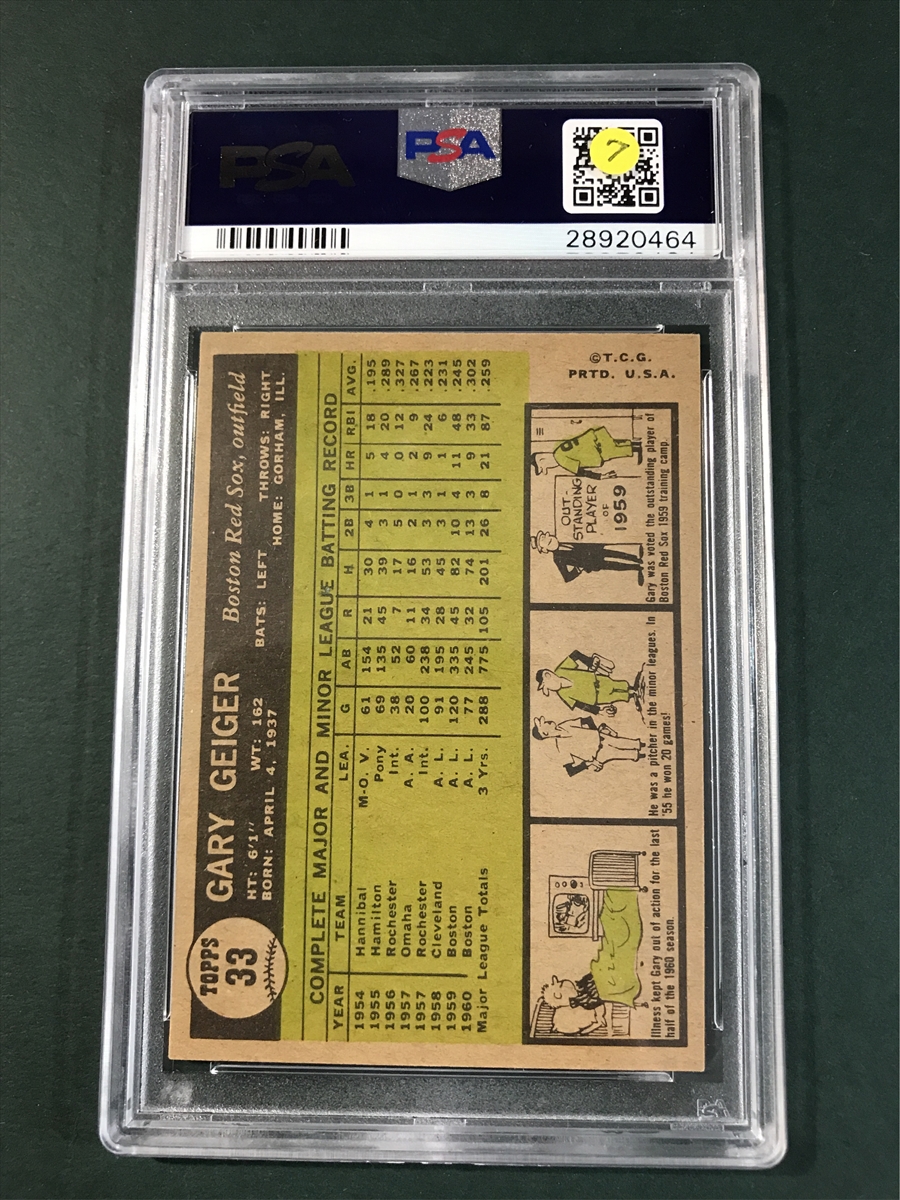 PSA
PSA
7
28920464
TOPPS
33
GARY GEIGER
Boston Red Sox, outfield
HT: 6'1" WT: 162 BATS: LEFT THROWS: RIGHT
BORN: APRIL 4, 1937 HOME: GORHAM, ILL.
COMPLETE MAJOR AND MINOR LEAGUE BATTING RECORD
YEAR TEAM LEA. G AB R H 2B 3B HR RBI AVG.
1954 Hannibal M-O. V. 61 154 21 30 4 1 5 18 .195
1955 Hamilton Pony 69 135 45 39 3 1 4 20 .289
1956 Rochester Int. 38 52 7 17 5 0 0 12 .327
1957 Omaha A. A. 20 60 11 16 2 1 2 9 .267
1957 Rochester Int. 100 238 34 53 3 3 9 24 .223
1958 Cleveland A. L. 91 195 28 45 3 1 1 6 .231
1959 Boston A. L. 120 335 45 82 10 4 11 48 .245
1960 Boston A. L. 77 245 32 74 13 3 9 33 .302
Major League Totals 3 Yrs. 288 775 105 201 26 8 21 87 .259
Illness kept Gary out of action for the last
half of the 1960 season.
He was a pitcher in the minor leagues. In
'55 he won 20 games!
OUT-
STANDING
PLAYER
OF
1959
Gary was voted the outstanding player of
Boston Red Sox 1959 training camp.
©T.C.G.
PRTD. U.S.A.